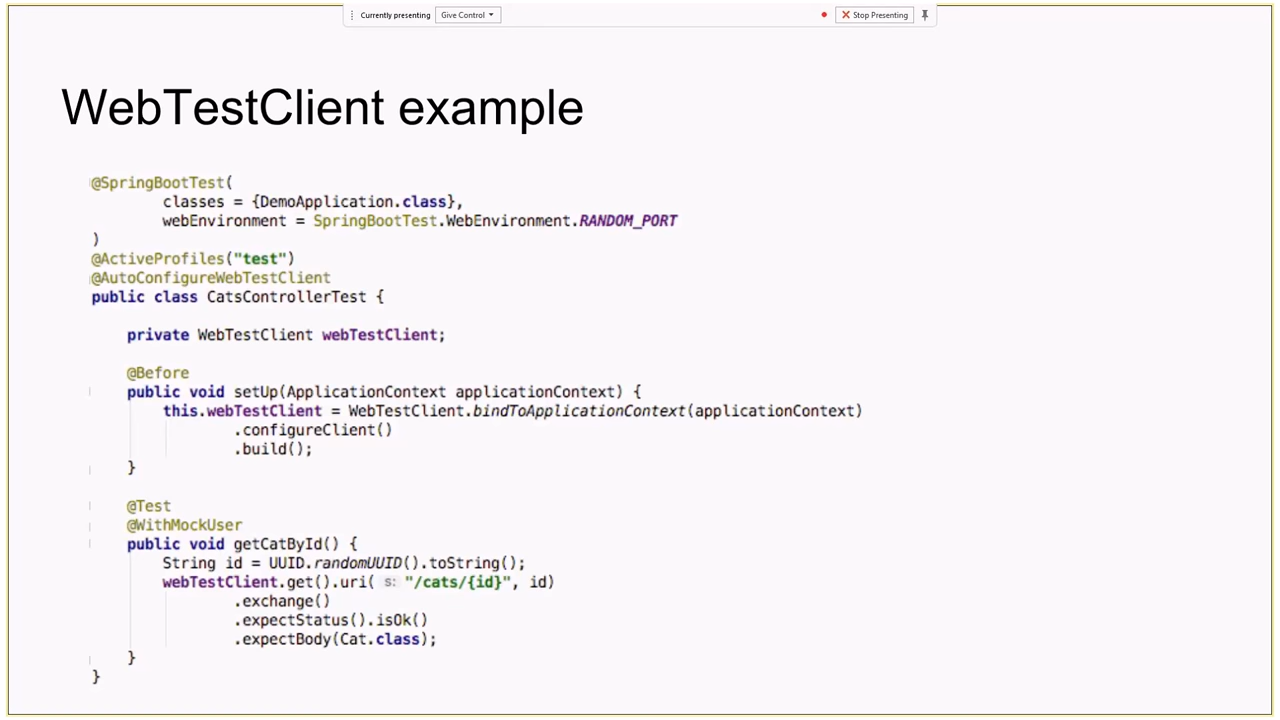 Currently presenting Give Control Stop Presenting
WebTestClient example
@SpringBootTest(
classes = {DemoApplication.class},
webEnvironment = SpringBootTest.WebEnvironment.RANDOM_PORT
)
@ActiveProfiles("test")
@AutoConfigureWebTestClient
public class CatsControllerTest {
private WebTestClient webTestClient;
@Before
public void setUp(ApplicationContext applicationContext) {
this.webTestClient = WebTestClient.bindToApplicationContext(applicationContext)
.configureClient()
.build();
}
@Test
@WithMockUser
public void getCatById() {
String id = UUID.randomUUID().toString();
webTestClient.get().uri( s: "/cats/{id}", id)
.exchange()
.expectStatus().isOk()
.expectBody(Cat.class);
}
}